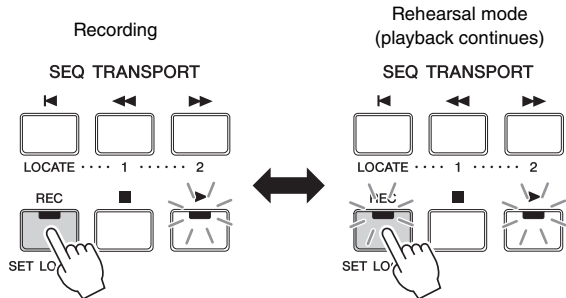 Recording
SEQ TRANSPORT
LOCATE ···· 1 ······ 2
REC
SET LO
Rehearsal mode
(playback continues)
SEQ TRANSPORT
LOCATE ···· 1 ······ 2
REC
SET LO